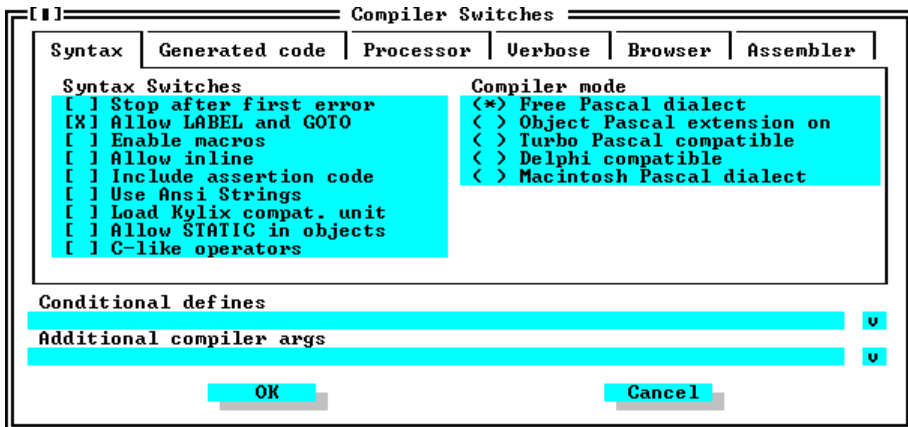 [■] Compiler Switches
Syntax Generated code Processor Verbose Browser Assembler
Syntax Switches
[ ] Stop after first error
[X] Allow LABEL and GOTO
[ ] Enable macros
[ ] Allow inline
[ ] Include assertion code
[ ] Use Ansi Strings
[ ] Load Kylix compat. unit
[ ] Allow STATIC in objects
[ ] C-like operators
Compiler mode
(*) Free Pascal dialect
( ) Object Pascal extension on
( ) Turbo Pascal compatible
( ) Delphi compatible
( ) Macintosh Pascal dialect
Conditional defines
v
Additional compiler args
v
OK Cancel